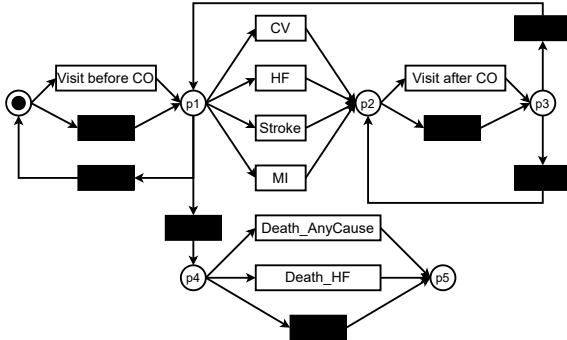 CV
Visit before CO
HF
Visit after CO
p1
p2
p3
Stroke
MI
Death_AnyCause
p4
Death_HF
p5